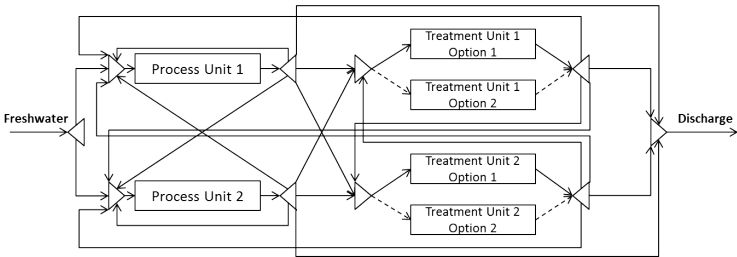 Treatment Unit 1
Option 1
Process Unit 1
Treatment Unit 1
Option 2
Freshwater
Discharge
Treatment Unit 2
Option 1
Process Unit 2
Treatment Unit 2
Option 2